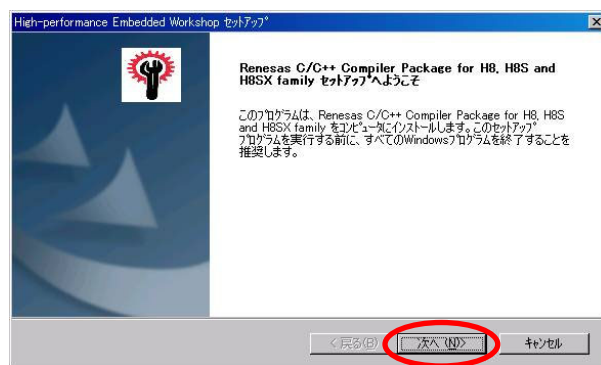 High-performance Embedded Workshop ｾｯﾄｱｯﾌﾟ
Renesas C/C++ Compiler Package for H8, H8S and
H8SX family ｾｯﾄｱｯﾌﾟへようこそ
このﾌﾟﾛｸﾞﾗﾑは、Renesas C/C++ Compiler Package for H8, H8S
and H8SX family をｺﾝﾋﾟｭｰﾀにｲﾝｽﾄｰﾙします。このｾｯﾄｱｯﾌﾟ
ﾌﾟﾛｸﾞﾗﾑを実行する前に、すべてのWindowsﾌﾟﾛｸﾞﾗﾑを終了することを
推奨します。
< 戻る(B) 次へ (N)> ｷｬﾝｾﾙ